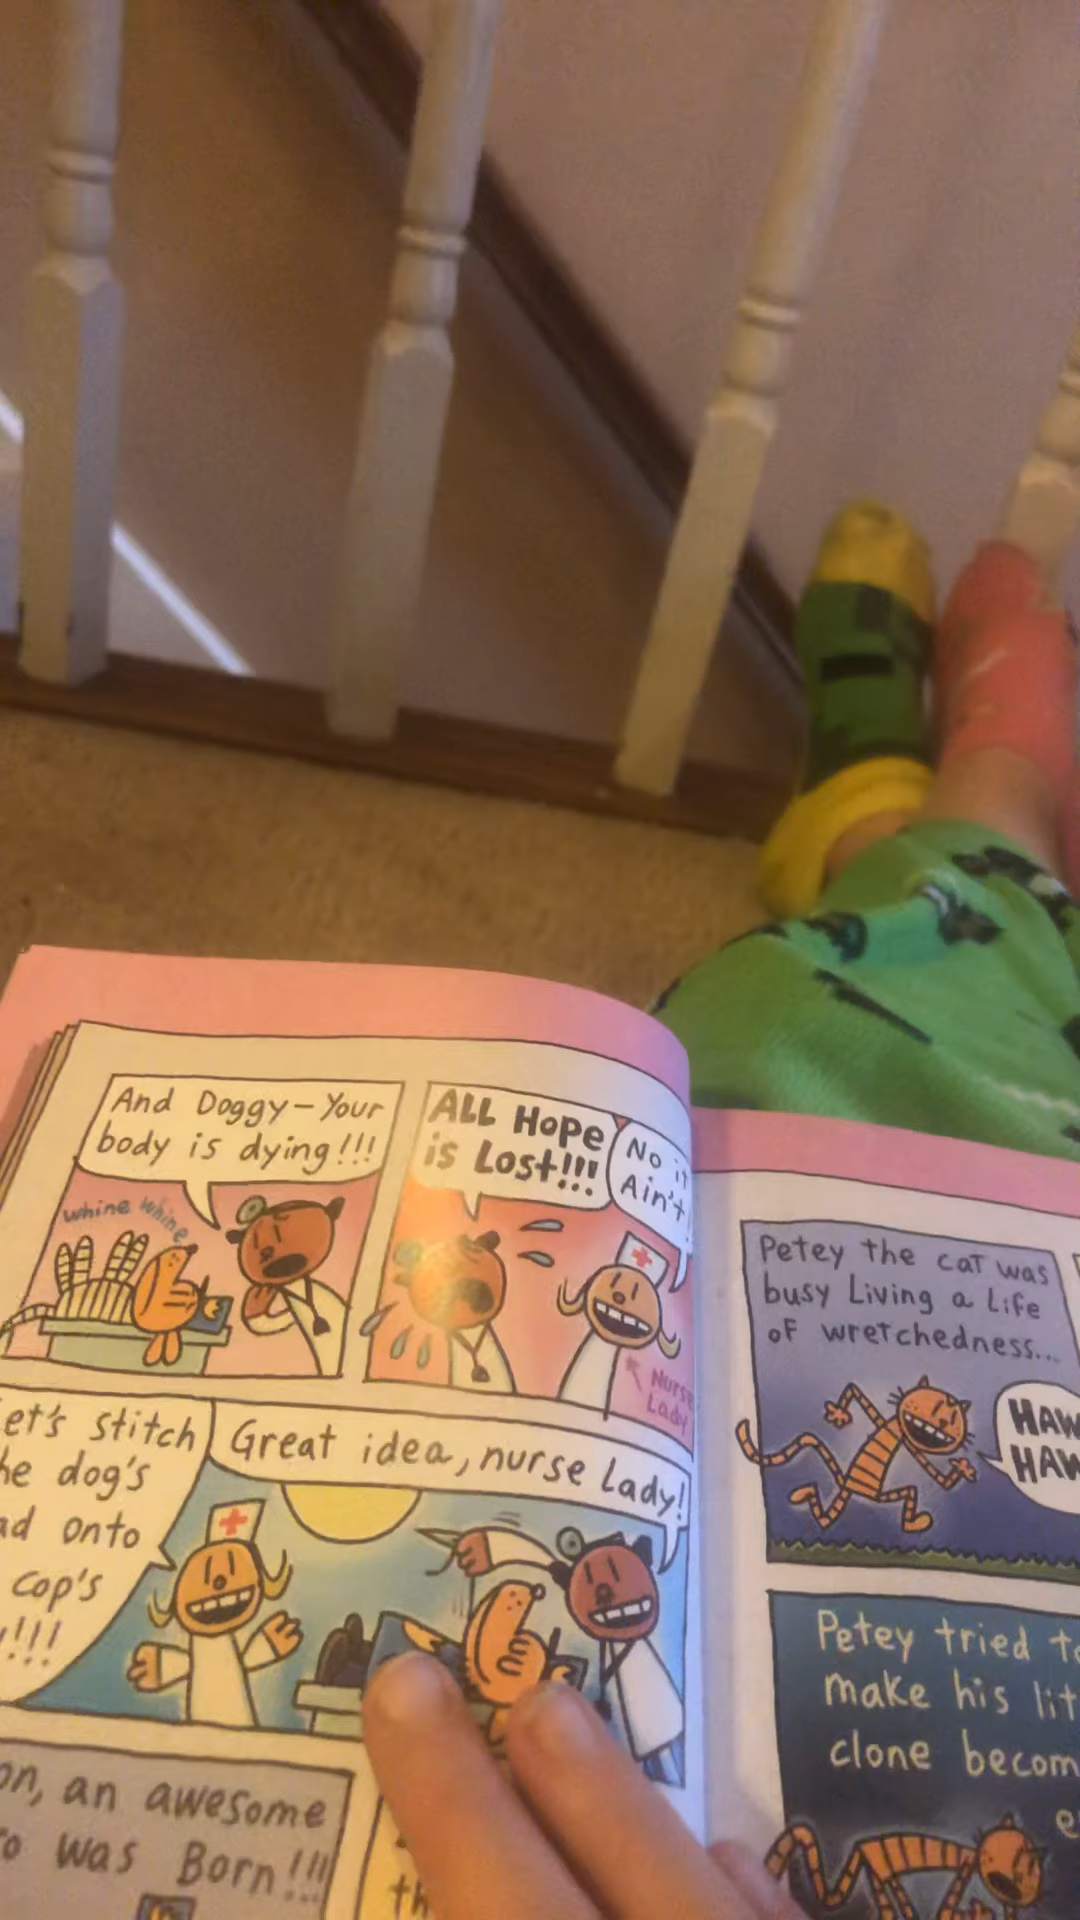 And Doggy-Your
body is dying!!!
whine whine
ALL Hope
is Lost!!!
No it
Ain't!
Nurse
Lady
et's stitch
he dog's
onto
cop's
!!!
Great idea, nurse Lady!
on, an awesome
was Born!!!
Petey the cat was
busy Living a Life
of wretchedness...
HAW
HAW
Petey tried to
make his lit
clone becom
e
th